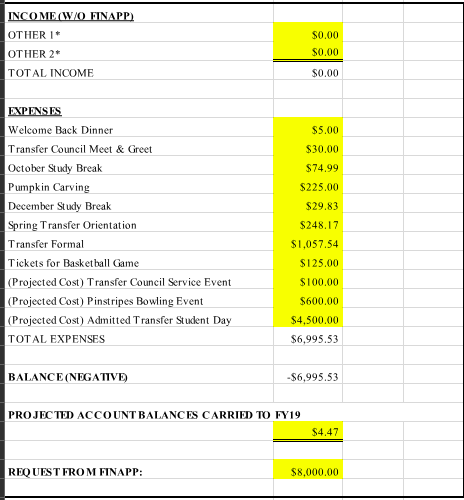 INCOME (W/O FINAPP)
OTHER 1* $0.00
OTHER 2* $0.00
TOTAL INCOME $0.00
EXPENSES
Welcome Back Dinner $5.00
Transfer Council Meet & Greet $30.00
October Study Break $74.99
Pumpkin Carving $225.00
December Study Break $29.83
Spring Transfer Orientation $248.17
Transfer Formal $1,057.54
Tickets for Basketball Game $125.00
(Projected Cost) Transfer Council Service Event $100.00
(Projected Cost) Pinstripes Bowling Event $600.00
(Projected Cost) Admitted Transfer Student Day $4,500.00
TOTAL EXPENSES $6,995.53
BALANCE (NEGATIVE) -$6,995.53
PROJECTED ACCOUNT BALANCES CARRIED TO FY19
$4.47
REQUEST FROM FINAPP: $8,000.00